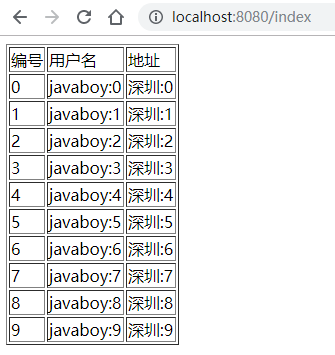 localhost:8080/index
编号 用户名 地址
0 javaboy:0 深圳:0
1 javaboy:1 深圳:1
2 javaboy:2 深圳:2
3 javaboy:3 深圳:3
4 javaboy:4 深圳:4
5 javaboy:5 深圳:5
6 javaboy:6 深圳:6
7 javaboy:7 深圳:7
8 javaboy:8 深圳:8
9 javaboy:9 深圳:9